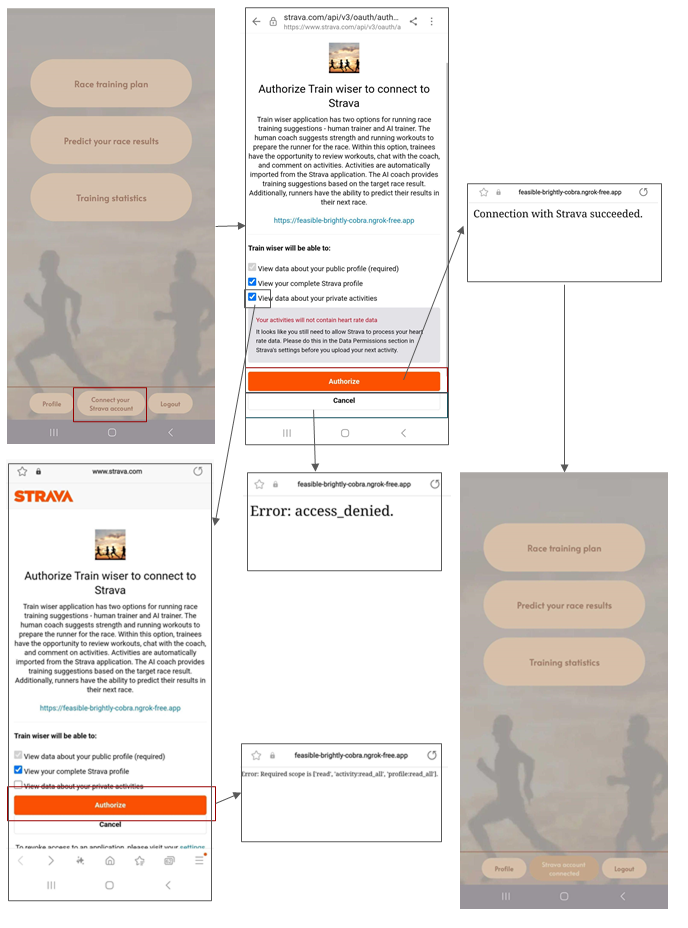 Race training plan
Predict your race results
Training statistics
Profile
Connect your
Strava account
Logout
strava.com/api/v3/oauth/auth...
https://www.strava.com/api/v3/oauth/a
Authorize Train wiser to connect to
Strava
Train wiser application has two options for running race
training suggestions - human trainer and AI trainer. The
human coach suggests strength and running workouts to
prepare the runner for the race. Within this option, trainees
have the opportunity to review workouts, chat with the coach,
and comment on activities. Activities are automatically
imported from the Strava application. The AI coach provides
training suggestions based on the target race result.
Additionally, runners have the ability to predict their results in
their next race.
https://feasible-brightly-cobra.ngrok-free.app
Train wiser will be able to:
View data about your public profile (required)
View your complete Strava profile
View data about your private activities
Your activities will not contain heart rate data
It looks like you still need to allow Strava to process your heart
rate data. Please do this in the Data Permissions section in
Strava's settings before you upload your next activity.
Authorize
Cancel
feasible-brightly-cobra.ngrok-free.app
Connection with Strava succeeded.
www.strava.com
STRAVA
Authorize Train wiser to connect to
Strava
Train wiser application has two options for running race
training suggestions - human trainer and AI trainer. The
human coach suggests strength and running workouts to
prepare the runner for the race. Within this option, trainees
have the opportunity to review workouts, chat with the coach,
and comment on activities. Activities are automatically
imported from the Strava application. The AI coach provides
training suggestions based on the target race result.
Additionally, runners have the ability to predict their results in
their next race.
https://feasible-brightly-cobra.ngrok-free.app
Train wiser will be able to:
View data about your public profile (required)
View your complete Strava profile
View data about your private activities
Authorize
Cancel
To revoke access to an application, please visit your settings
feasible-brightly-cobra.ngrok-free.app
Error: access_denied.
feasible-brightly-cobra.ngrok-free.app
Error: Required scope is ['read', 'activity:read_all', 'profile:read_all'].
Race training plan
Predict your race results
Training statistics
Profile
Strava account
connected
Logout